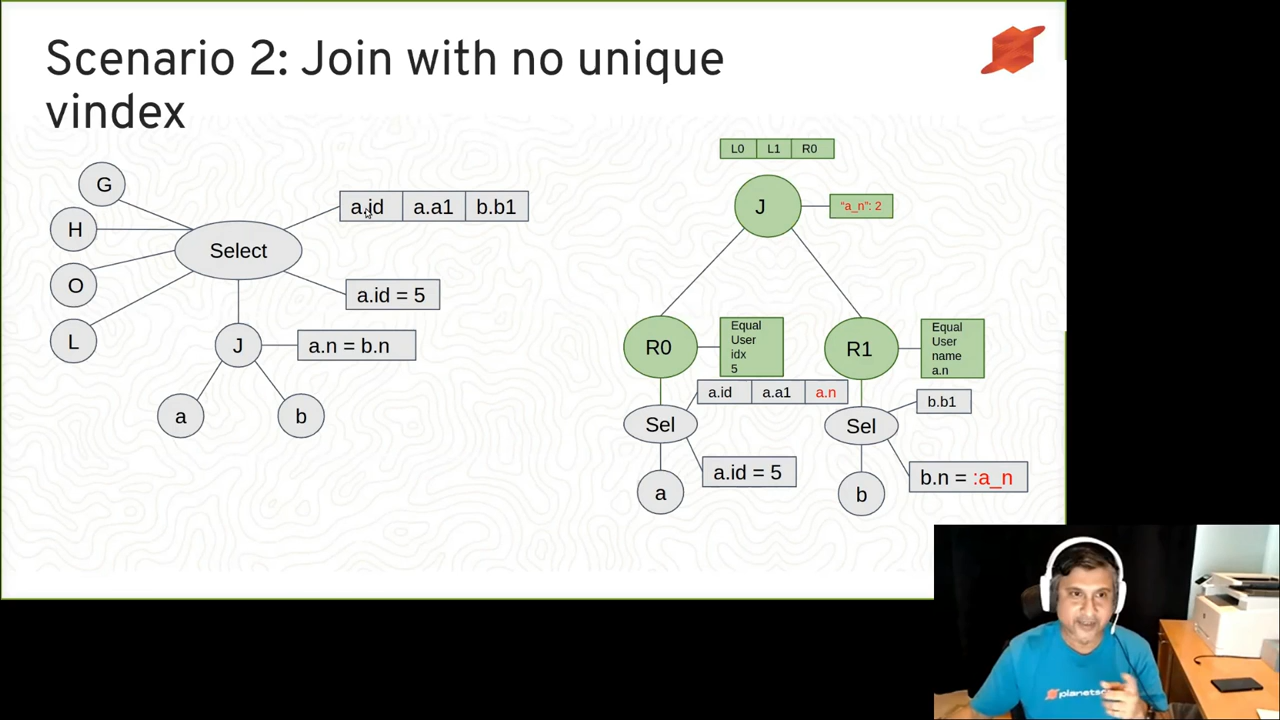 Scenario 2: Join with no unique
vindex
G
H
O
L
Select
a.id a.a1 b.b1
a.id = 5
J
a.n = b.n
a
b
L0 L1 R0
J
"a_n": 2
R0
Equal
User
idx
5
a.id a.a1 a.n
Sel
a.id = 5
a
R1
Equal
User
name
a.n
b.b1
Sel
b.n = :a_n
b